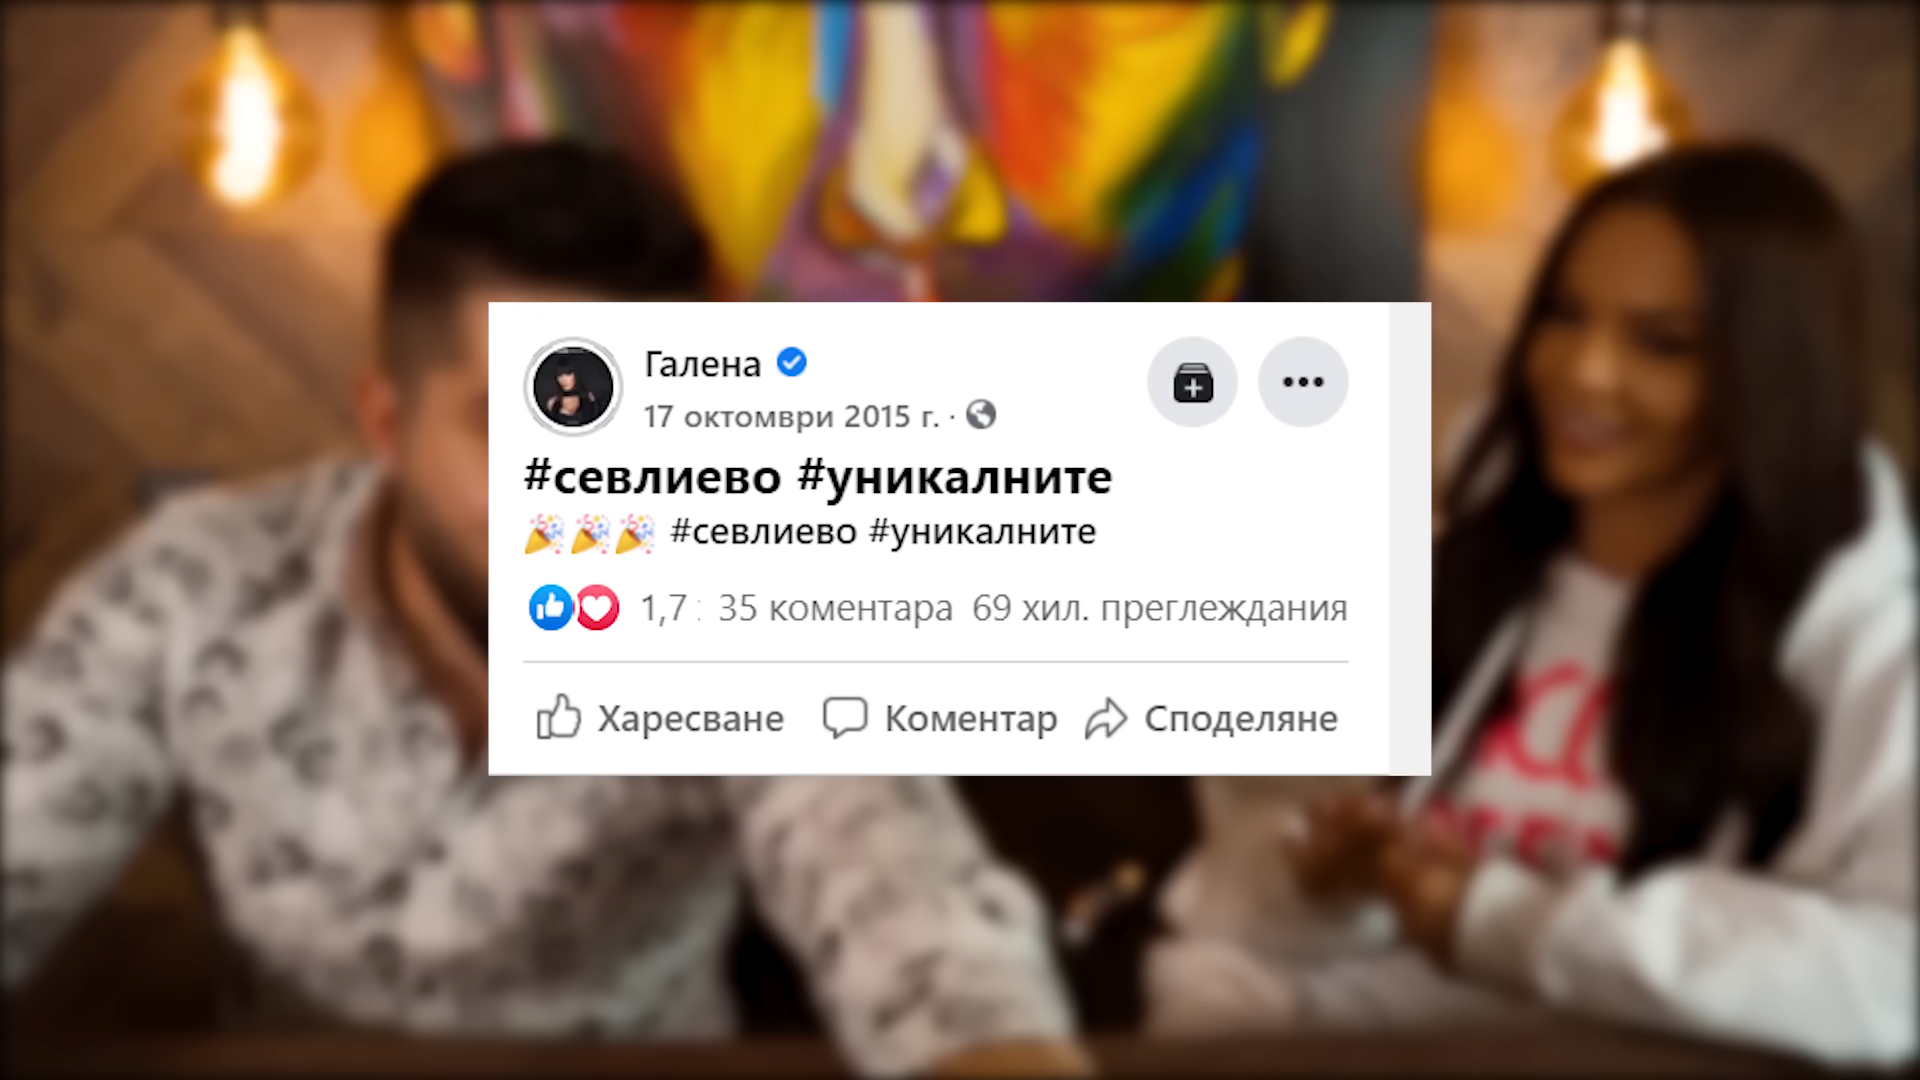 Галена
17 октомври 2015 г. ·
#севлиево #уникалните
#севлиево #уникалните
1,7 35 коментара 69 хил. преглеждания
Харесване Коментар Споделяне